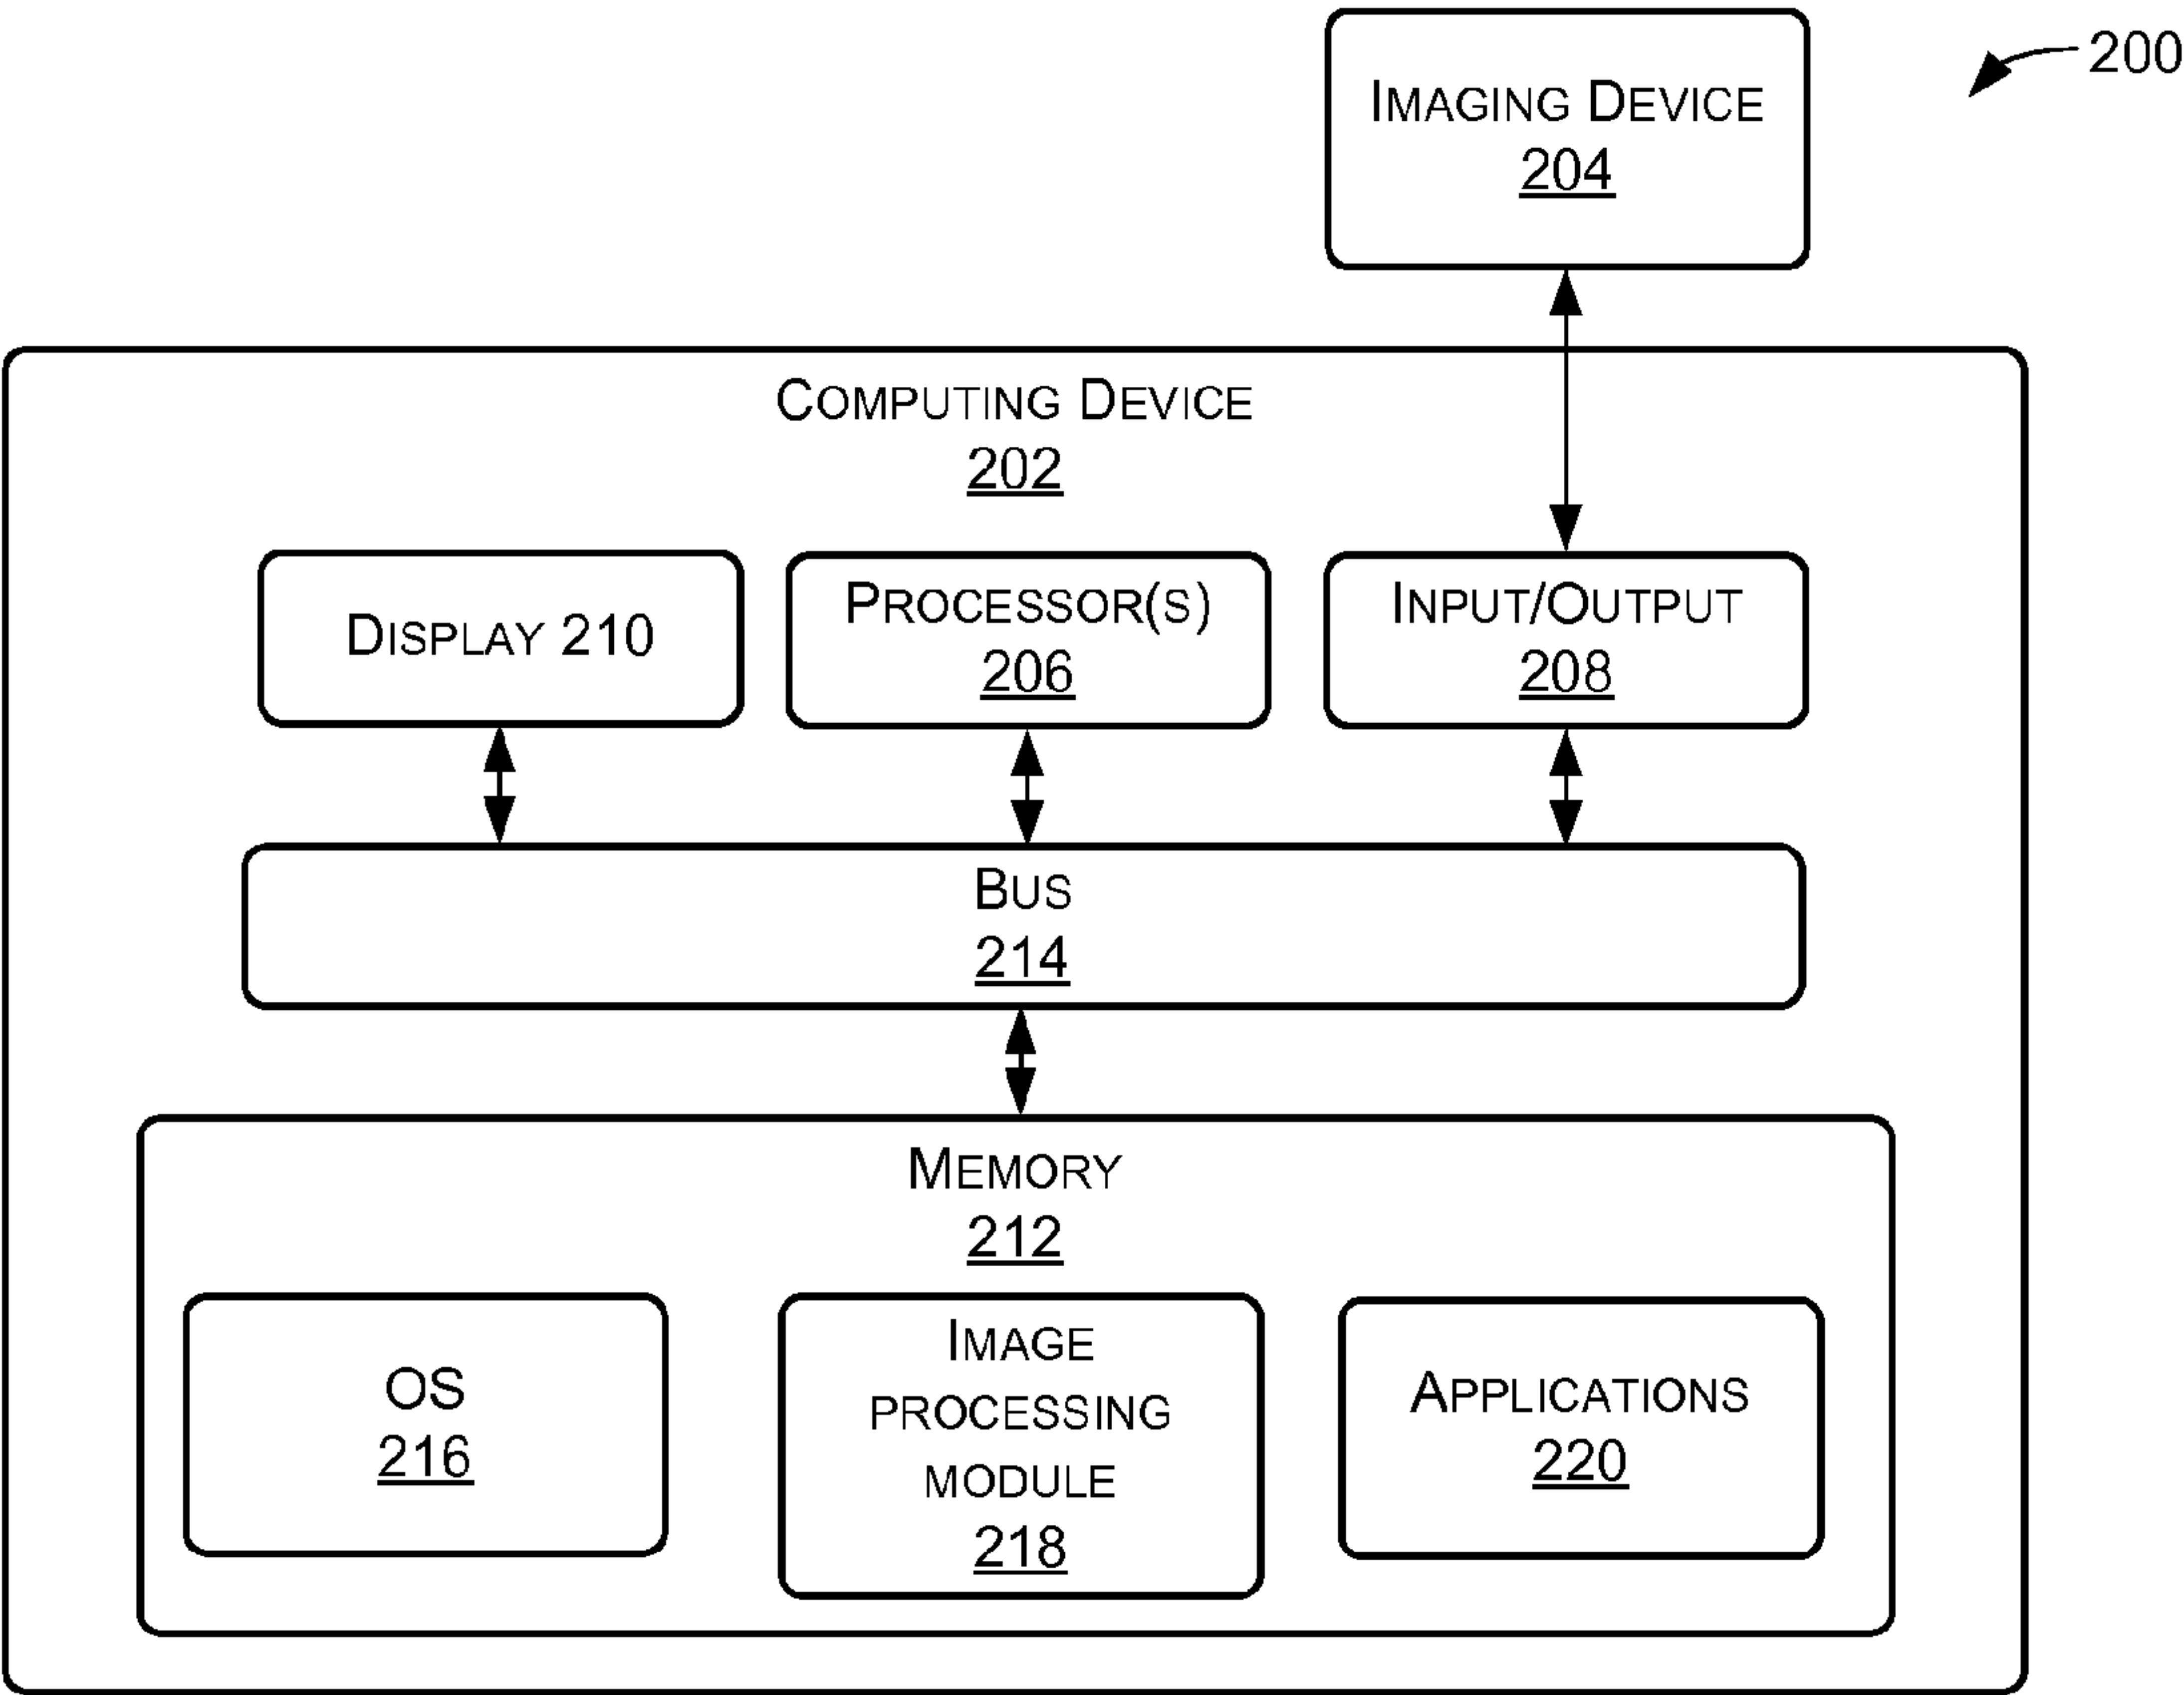 200
IMAGING DEVICE
204
COMPUTING DEVICE
202
DISPLAY 210
PROCESSOR(S)
206
INPUT/OUTPUT
208
BUS
214
MEMORY
212
OS
216
IMAGE
PROCESSING
MODULE
218
APPLICATIONS
220